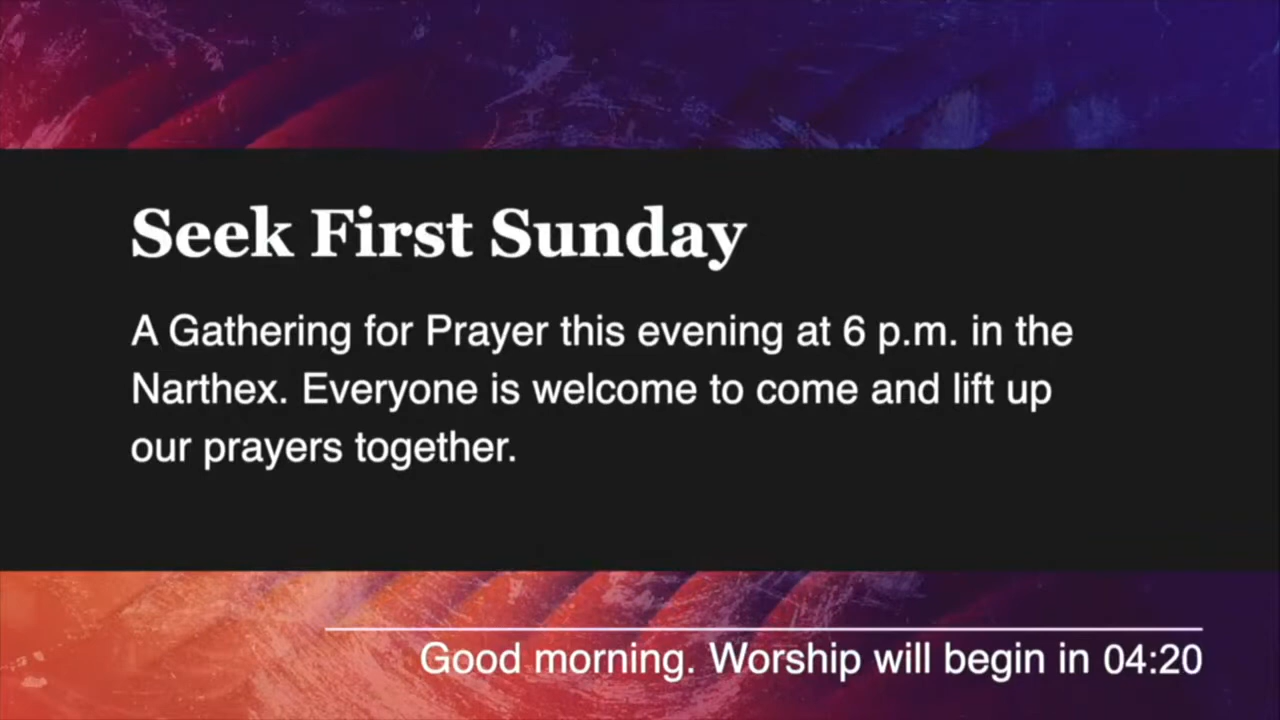 Seek First Sunday
A Gathering for Prayer this evening at 6 p.m. in the
Narthex. Everyone is welcome to come and lift up
our prayers together.
Good morning. Worship will begin in 04:20